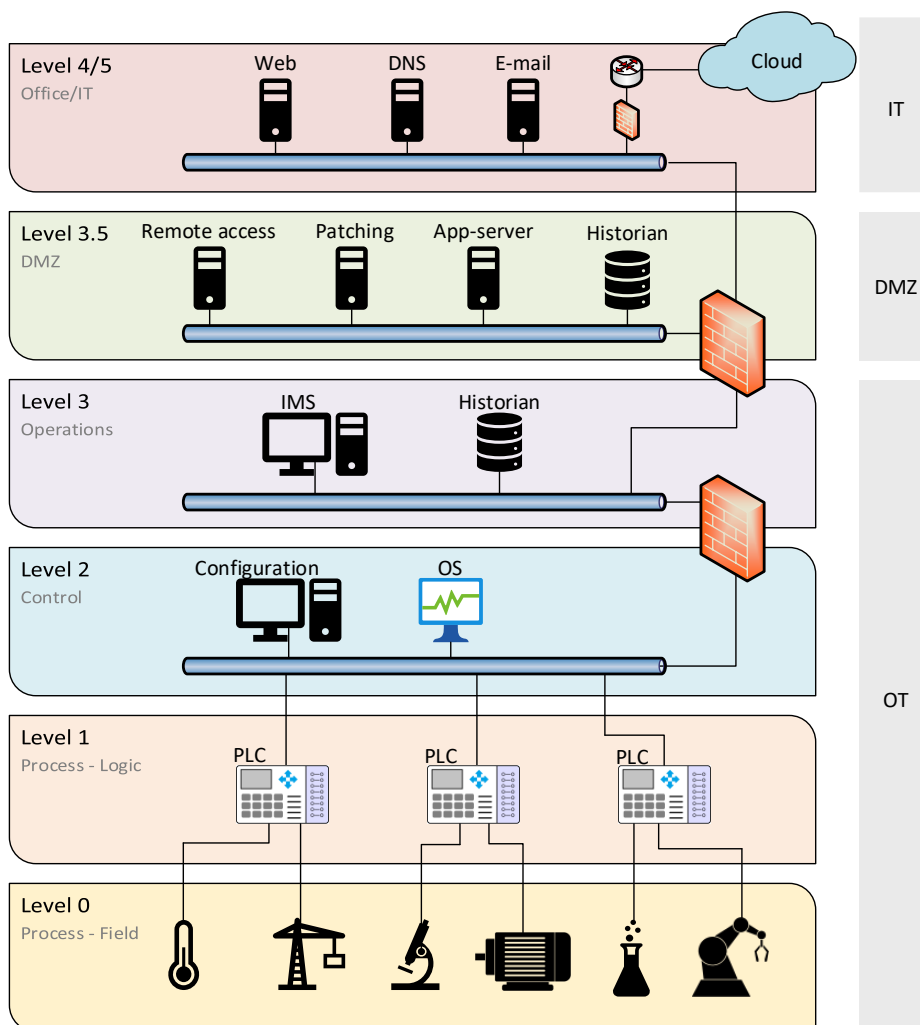 Level 4/5
Office/IT
Web
DNS
E-mail
Cloud
IT
Level 3.5
DMZ
Remote access
Patching
App-server
Historian
DMZ
Level 3
Operations
IMS
Historian
Level 2
Control
Configuration
OS
OT
Level 1
Process - Logic
PLC
PLC
PLC
Level 0
Process - Field